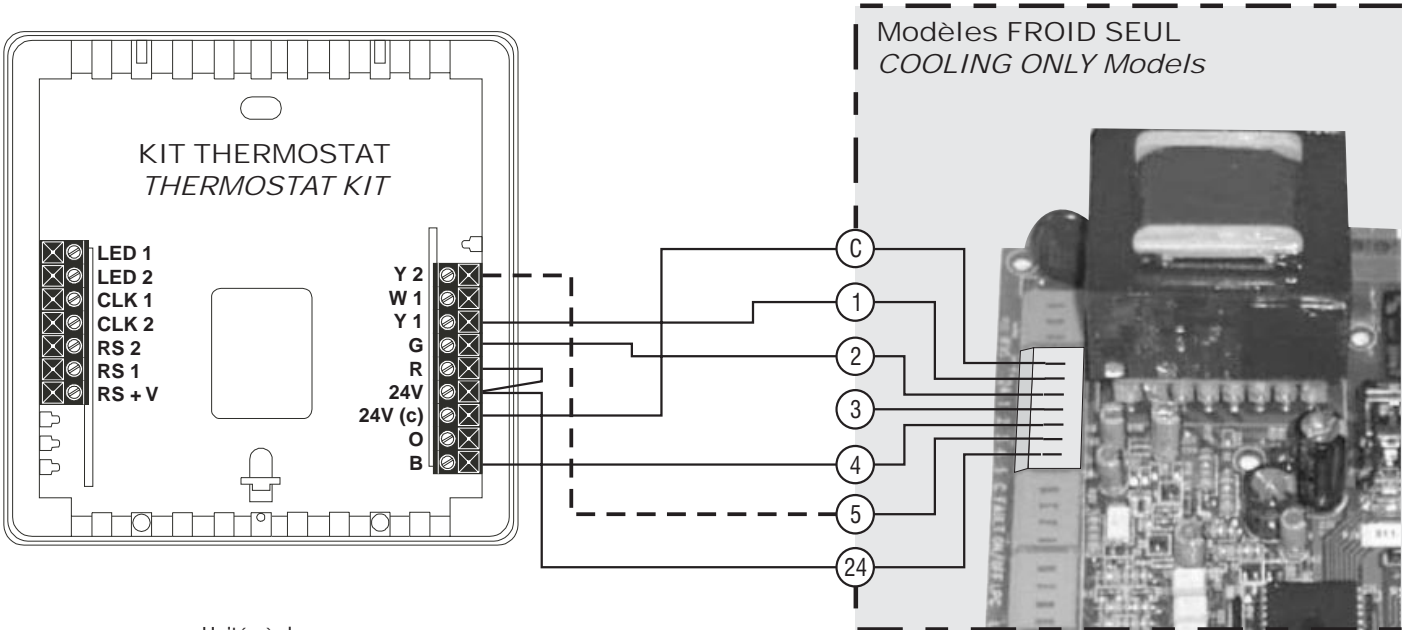 Modèles FROID SEUL
COOLING ONLY Models
KIT THERMOSTAT
THERMOSTAT KIT
LED 1
LED 2
CLK 1
CLK 2
RS 2
RS 1
RS + V
Y 2
W 1
Y 1
G
R
24V
24V (c)
O
B
C
1
2
3
4
5
24